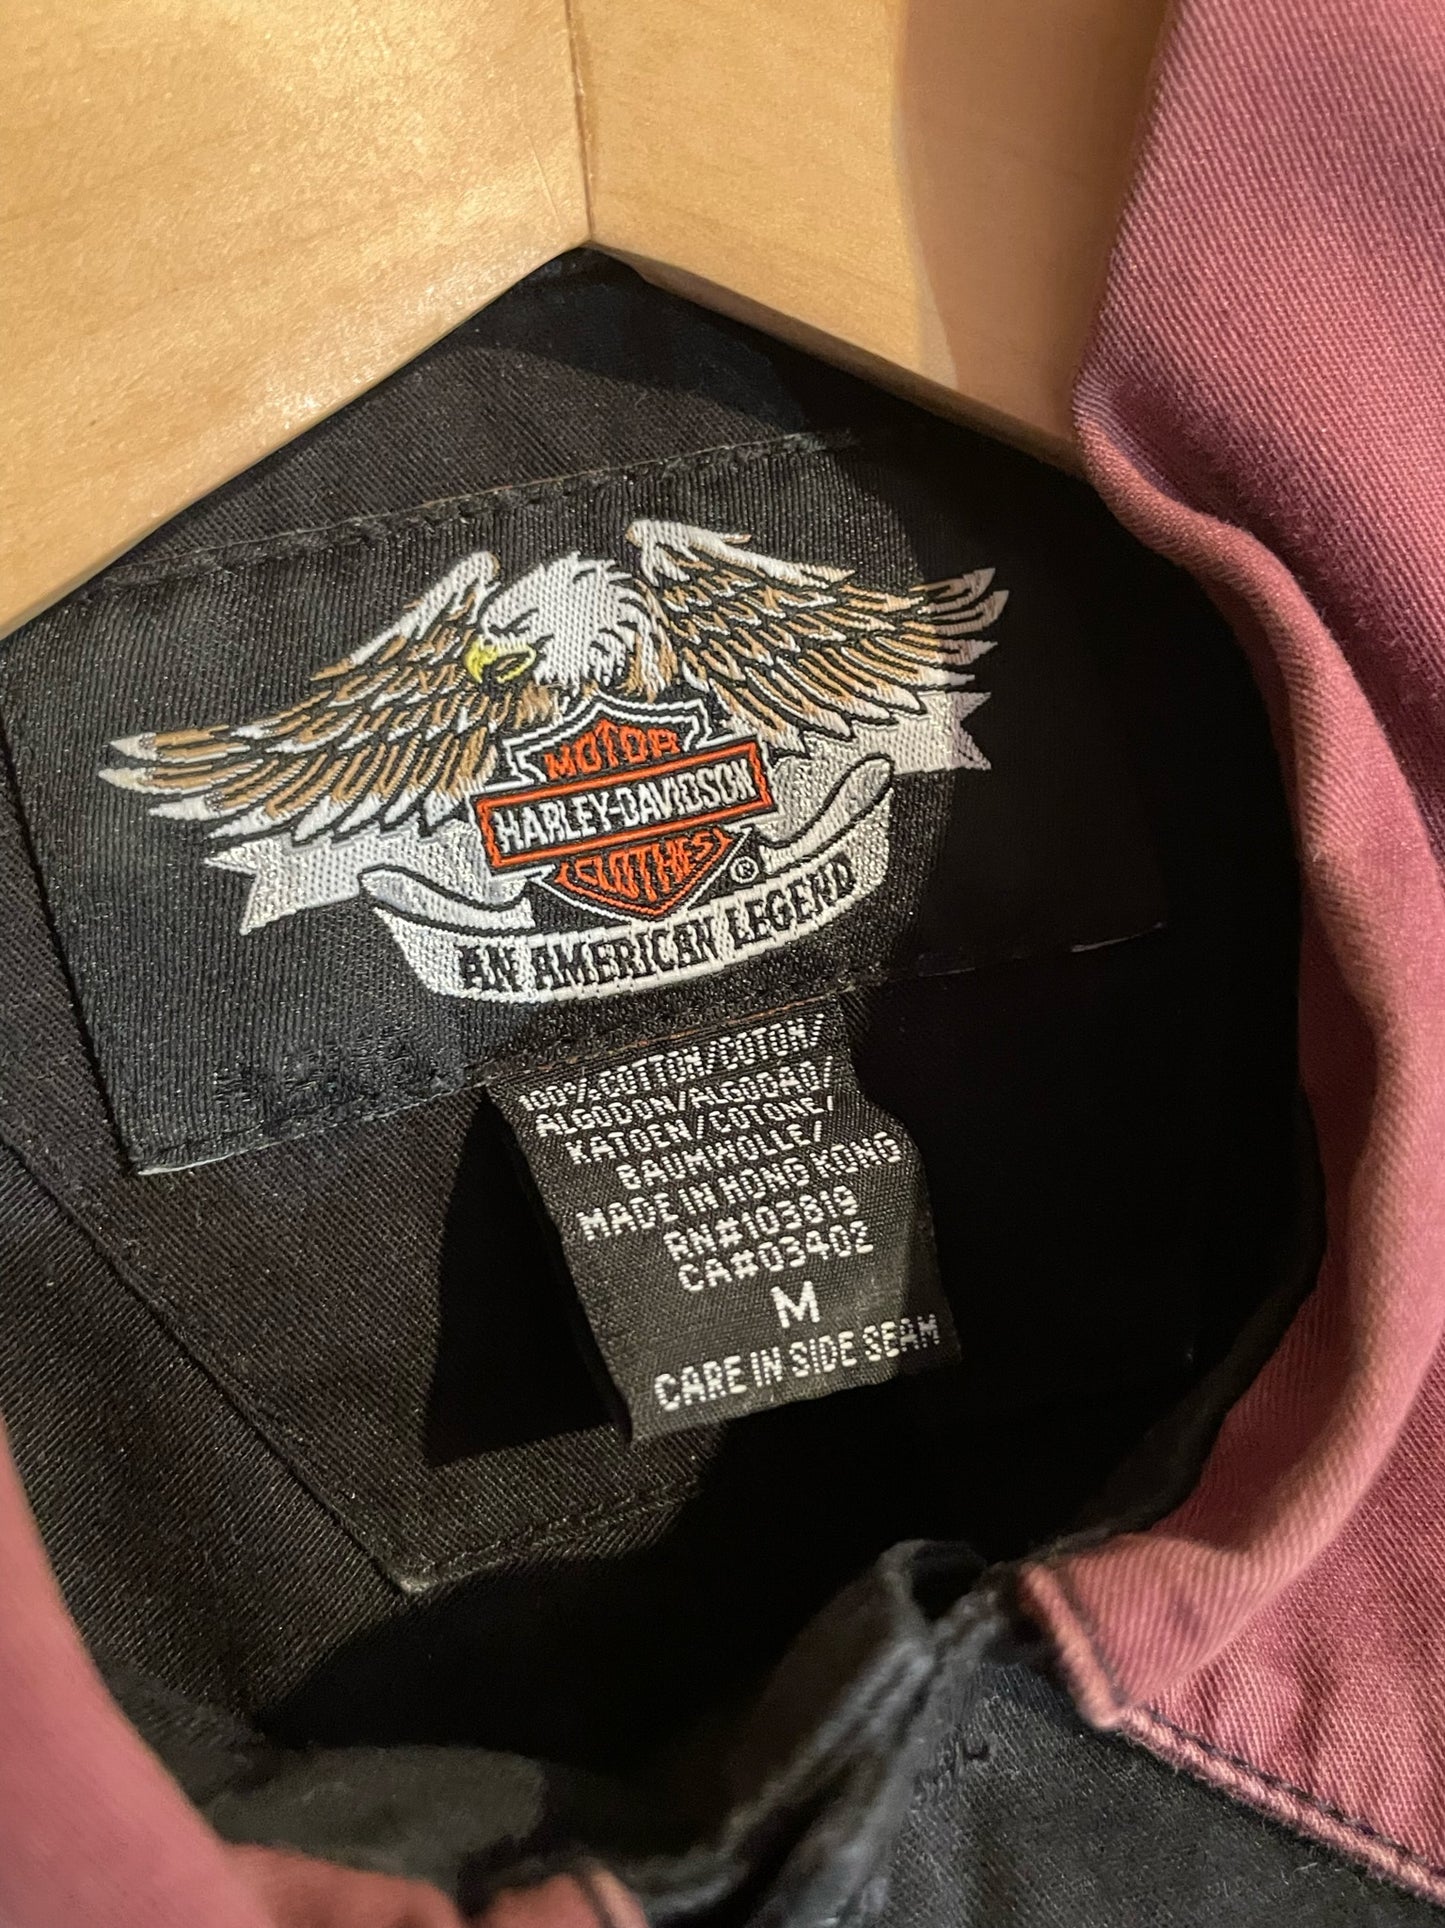 MOTOR
HARLEY-DAVIDSON
CLOTHES
®
AN AMERICAN LEGEND
100% COTTON/COTON/
ALGODON/ALGODAO/
KATOEN/COTONE/
BAUMWOLLE/
MADE IN HONG KONG
RN#103819
CA#03402
M
CARE IN SIDE SEAM